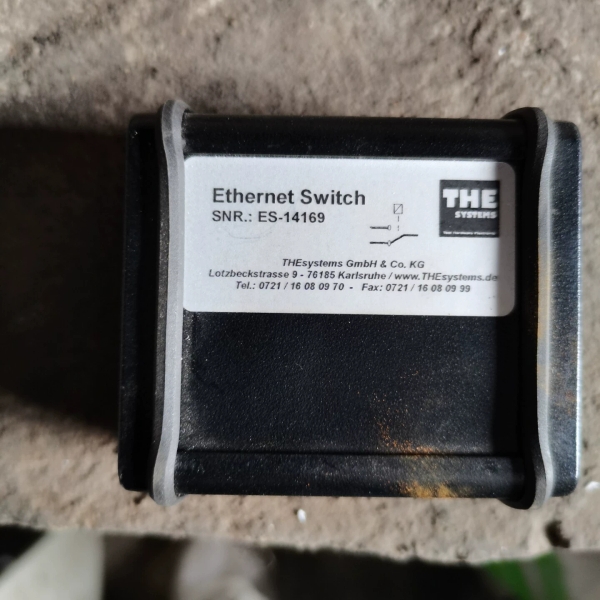 Ethernet Switch
SNR.: ES-14169
THE
SYSTEMS
THEsystems GmbH & Co. KG
Lotzbeckstrasse 9 - 76185 Karlsruhe / www.THEsystems.de
Tel.: 0721 / 16 08 09 70 - Fax: 0721 / 16 08 09 99